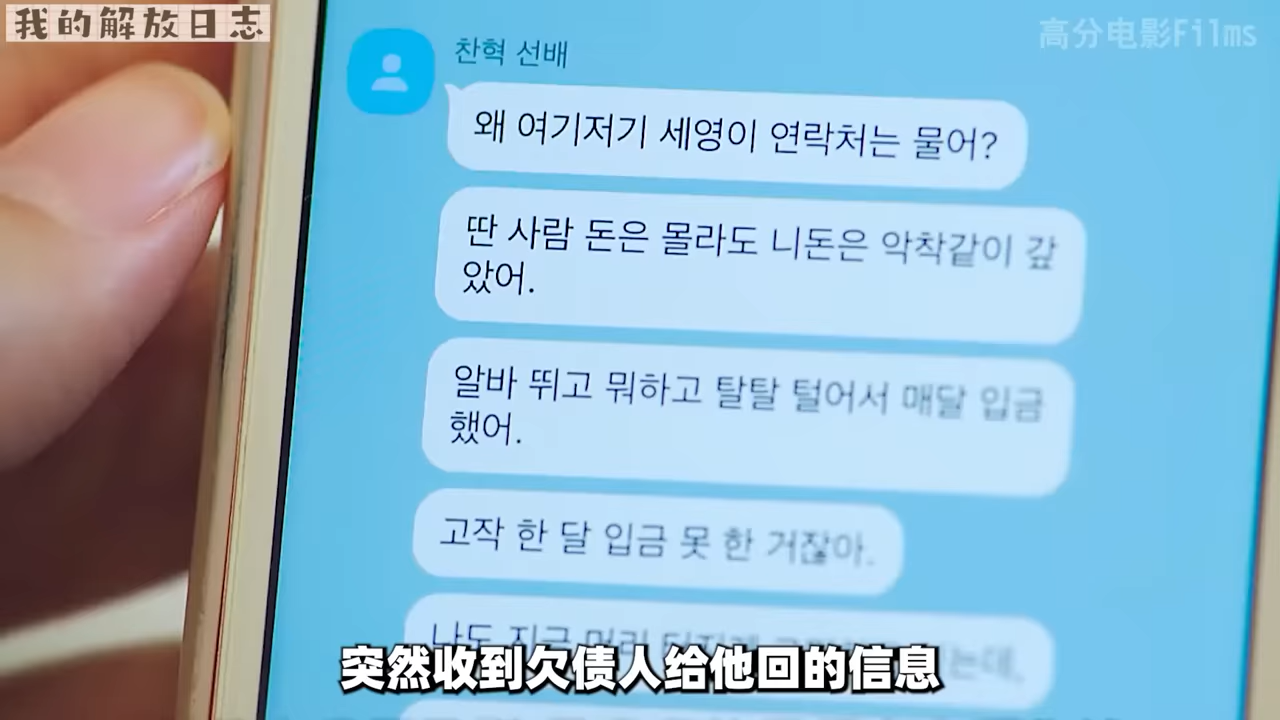 我的解放日志
高分电影Films
찬혁 선배
왜 여기저기 세영이 연락처는 물어?
딴 사람 돈은 몰라도 니돈은 악착같이 갚
았어.
알바 뛰고 뭐하고 탈탈 털어서 매달 입금
했어.
고작 한 달 입금 못 한 거잖아.
나도 지금
突然收到欠债人给他回的信息